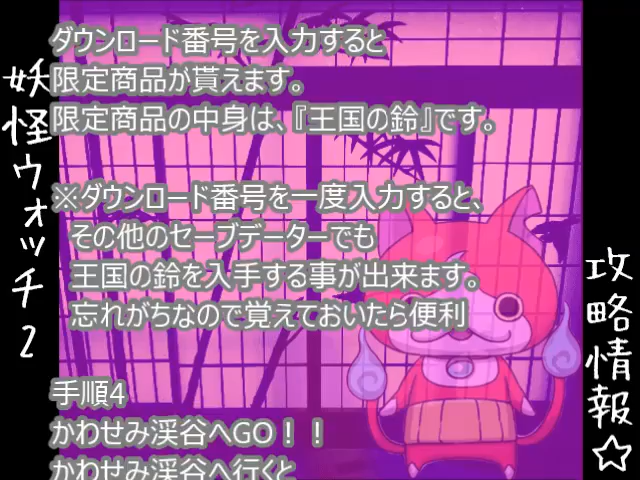 妖怪ウォッチ2
ダウンロード番号を入力すると
限定商品が貰えます。
限定商品の中身は、『王国の鈴』です。
※ダウンロード番号を一度入力すると、
その他のセーブデーターでも
王国の鈴を入手する事が出来ます。
忘れがちなので覚えておいたら便利
手順4
かわせみ渓谷へGO！！
かわせみ渓谷へ行くと
攻略情報☆